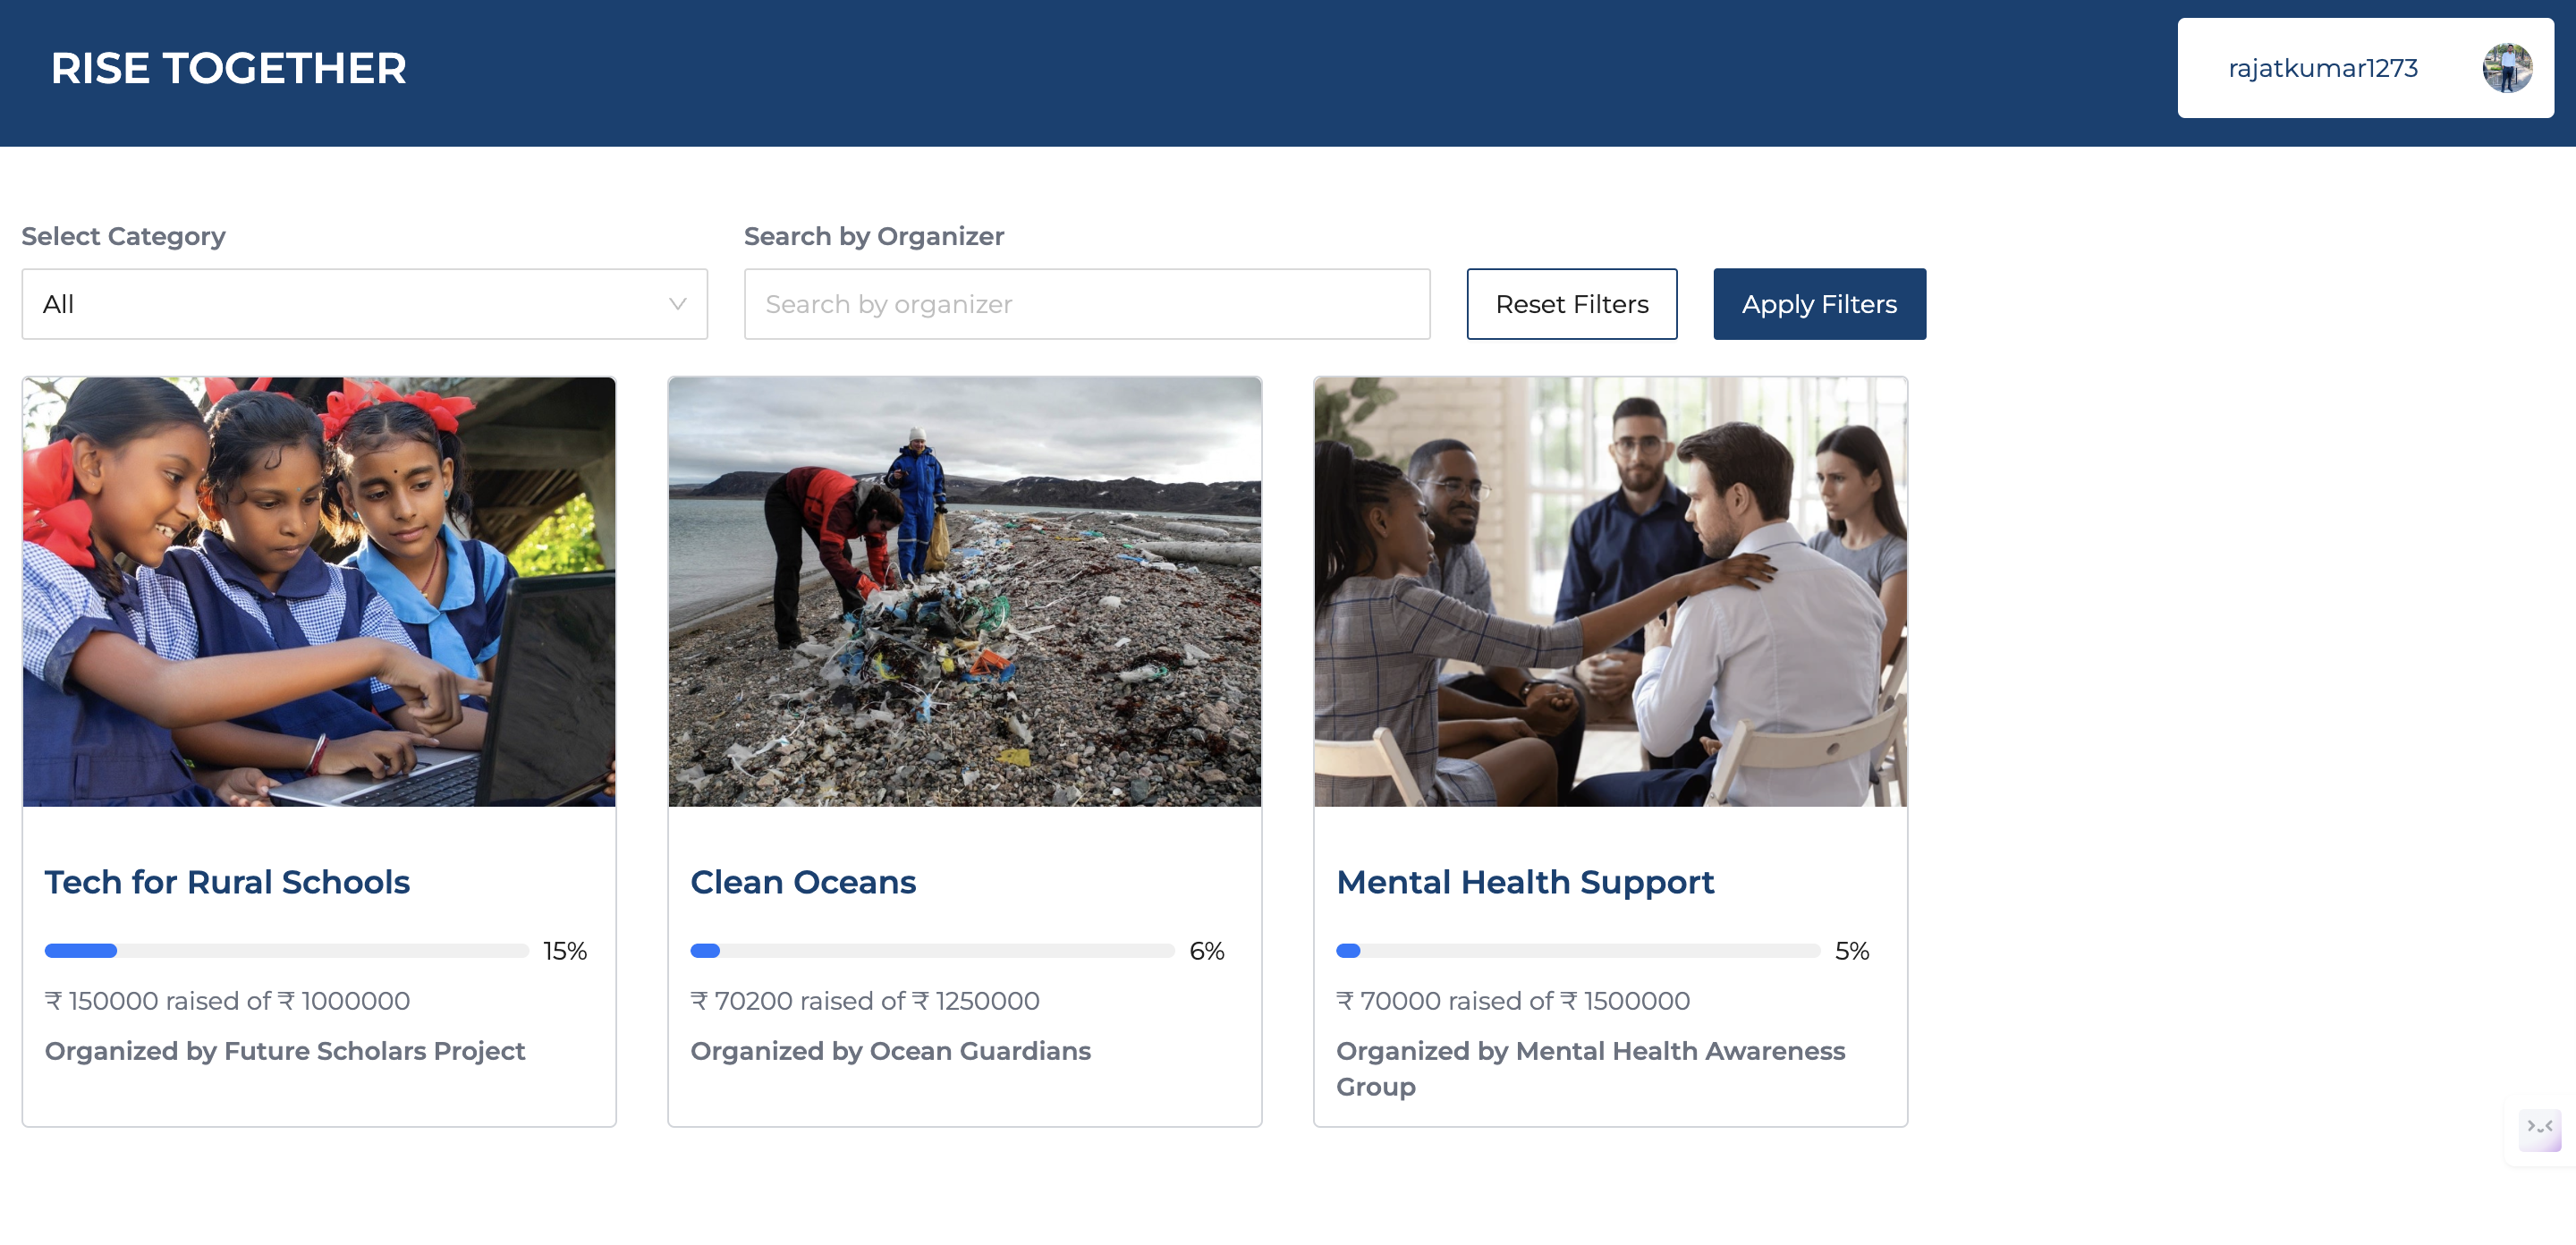 RISE TOGETHER
rajatkumar1273
Select Category
Search by Organizer
All
Search by organizer
Reset Filters
Apply Filters
Tech for Rural Schools
15%
₹ 150000 raised of ₹ 1000000
Organized by Future Scholars Project
Clean Oceans
6%
₹ 70200 raised of ₹ 1250000
Organized by Ocean Guardians
Mental Health Support
5%
₹ 70000 raised of ₹ 1500000
Organized by Mental Health Awareness
Group